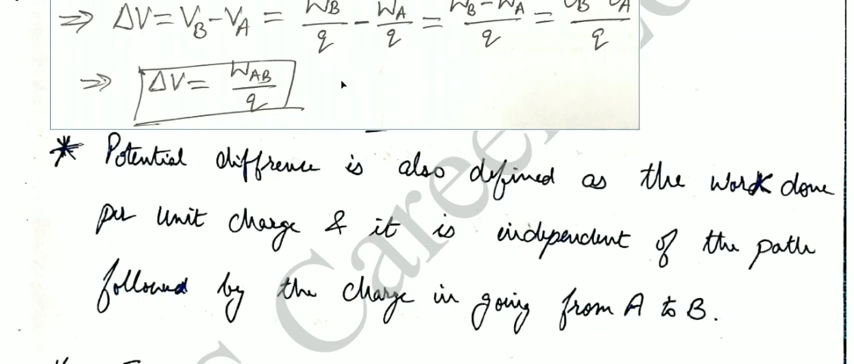 ⇒ ΔV = V_B - V_A = W_B/q - W_A/q = W_B - W_A/q = U_B - U_A/q
⇒ ΔV = W_AB/q
* Potential diffrence is also defined as the work done
per unit charge & it is independent of the path
followed by the charge in going from A to B.